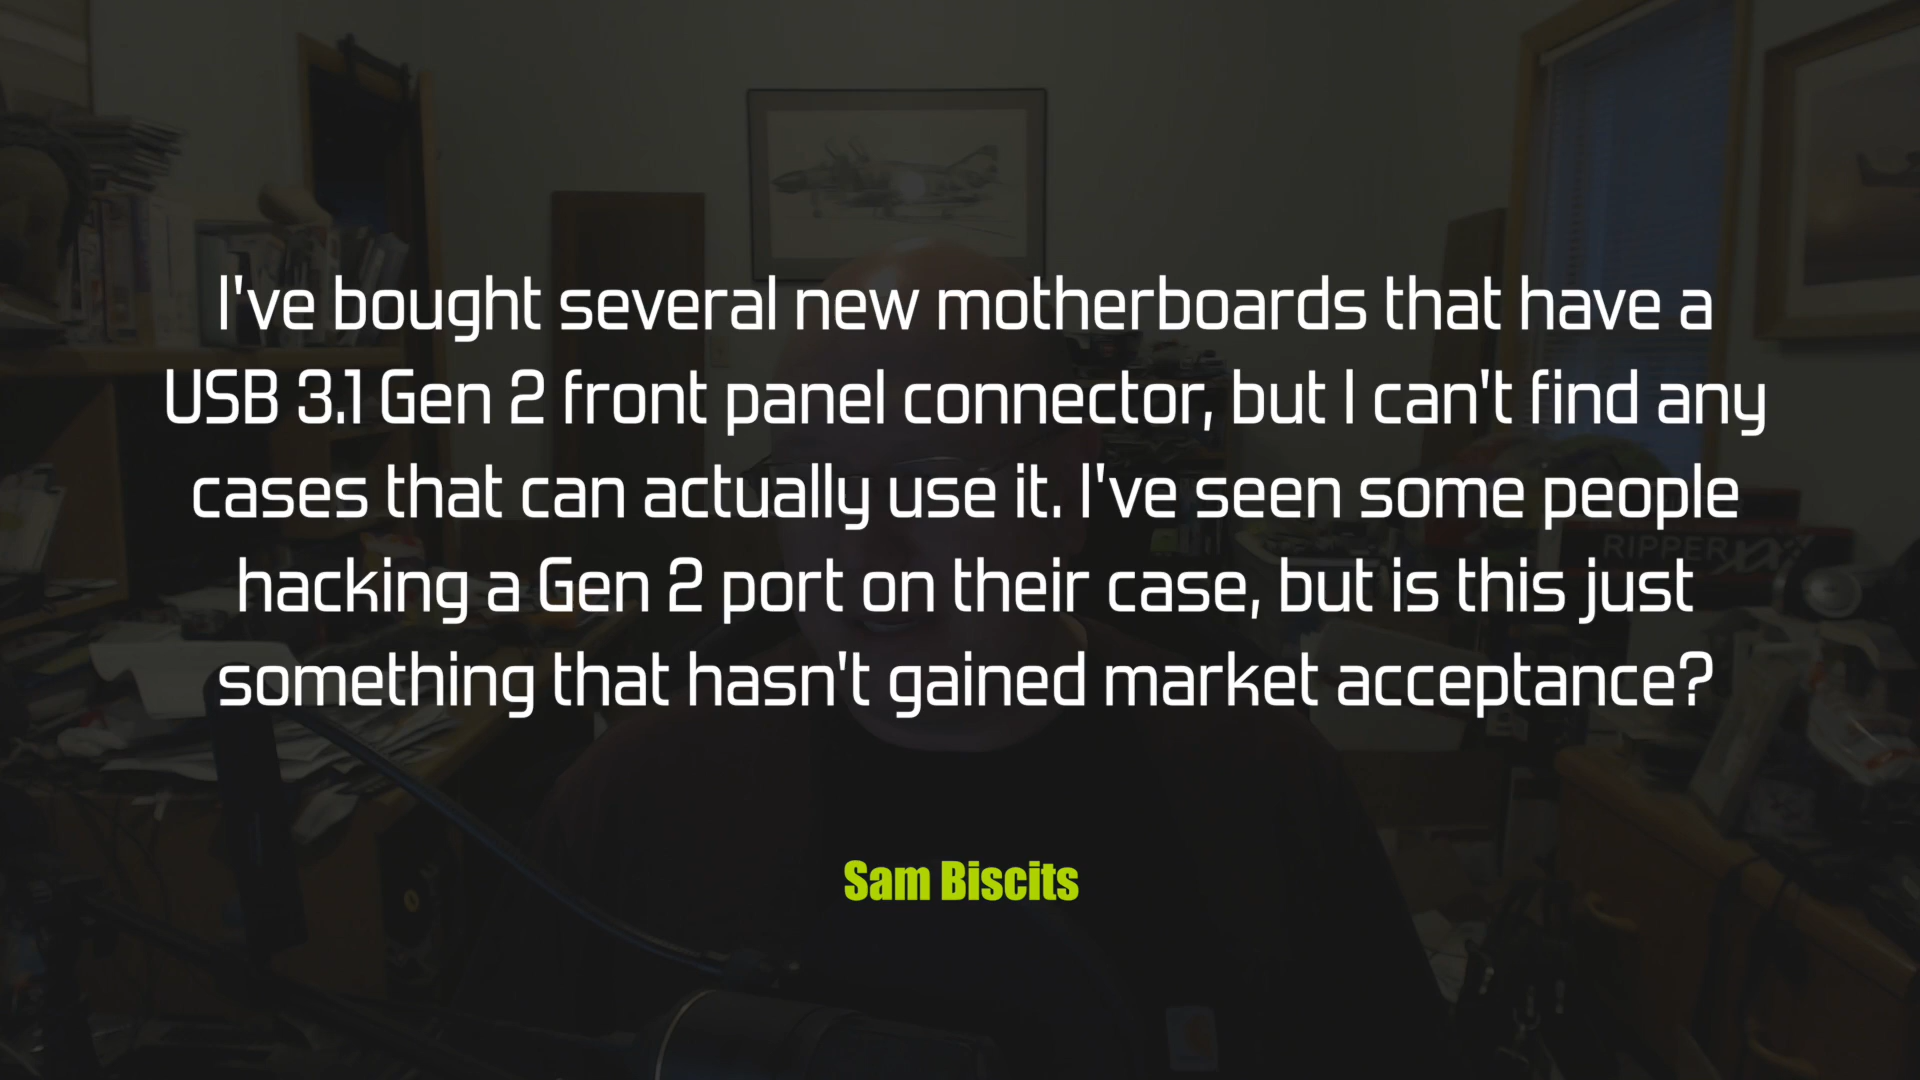 I've bought several new motherboards that have a
USB 3.1 Gen 2 front panel connector, but I can't find any
cases that can actually use it. I've seen some people
hacking a Gen 2 port on their case, but is this just
something that hasn't gained market acceptance?
RIPPER
Sam Biscits